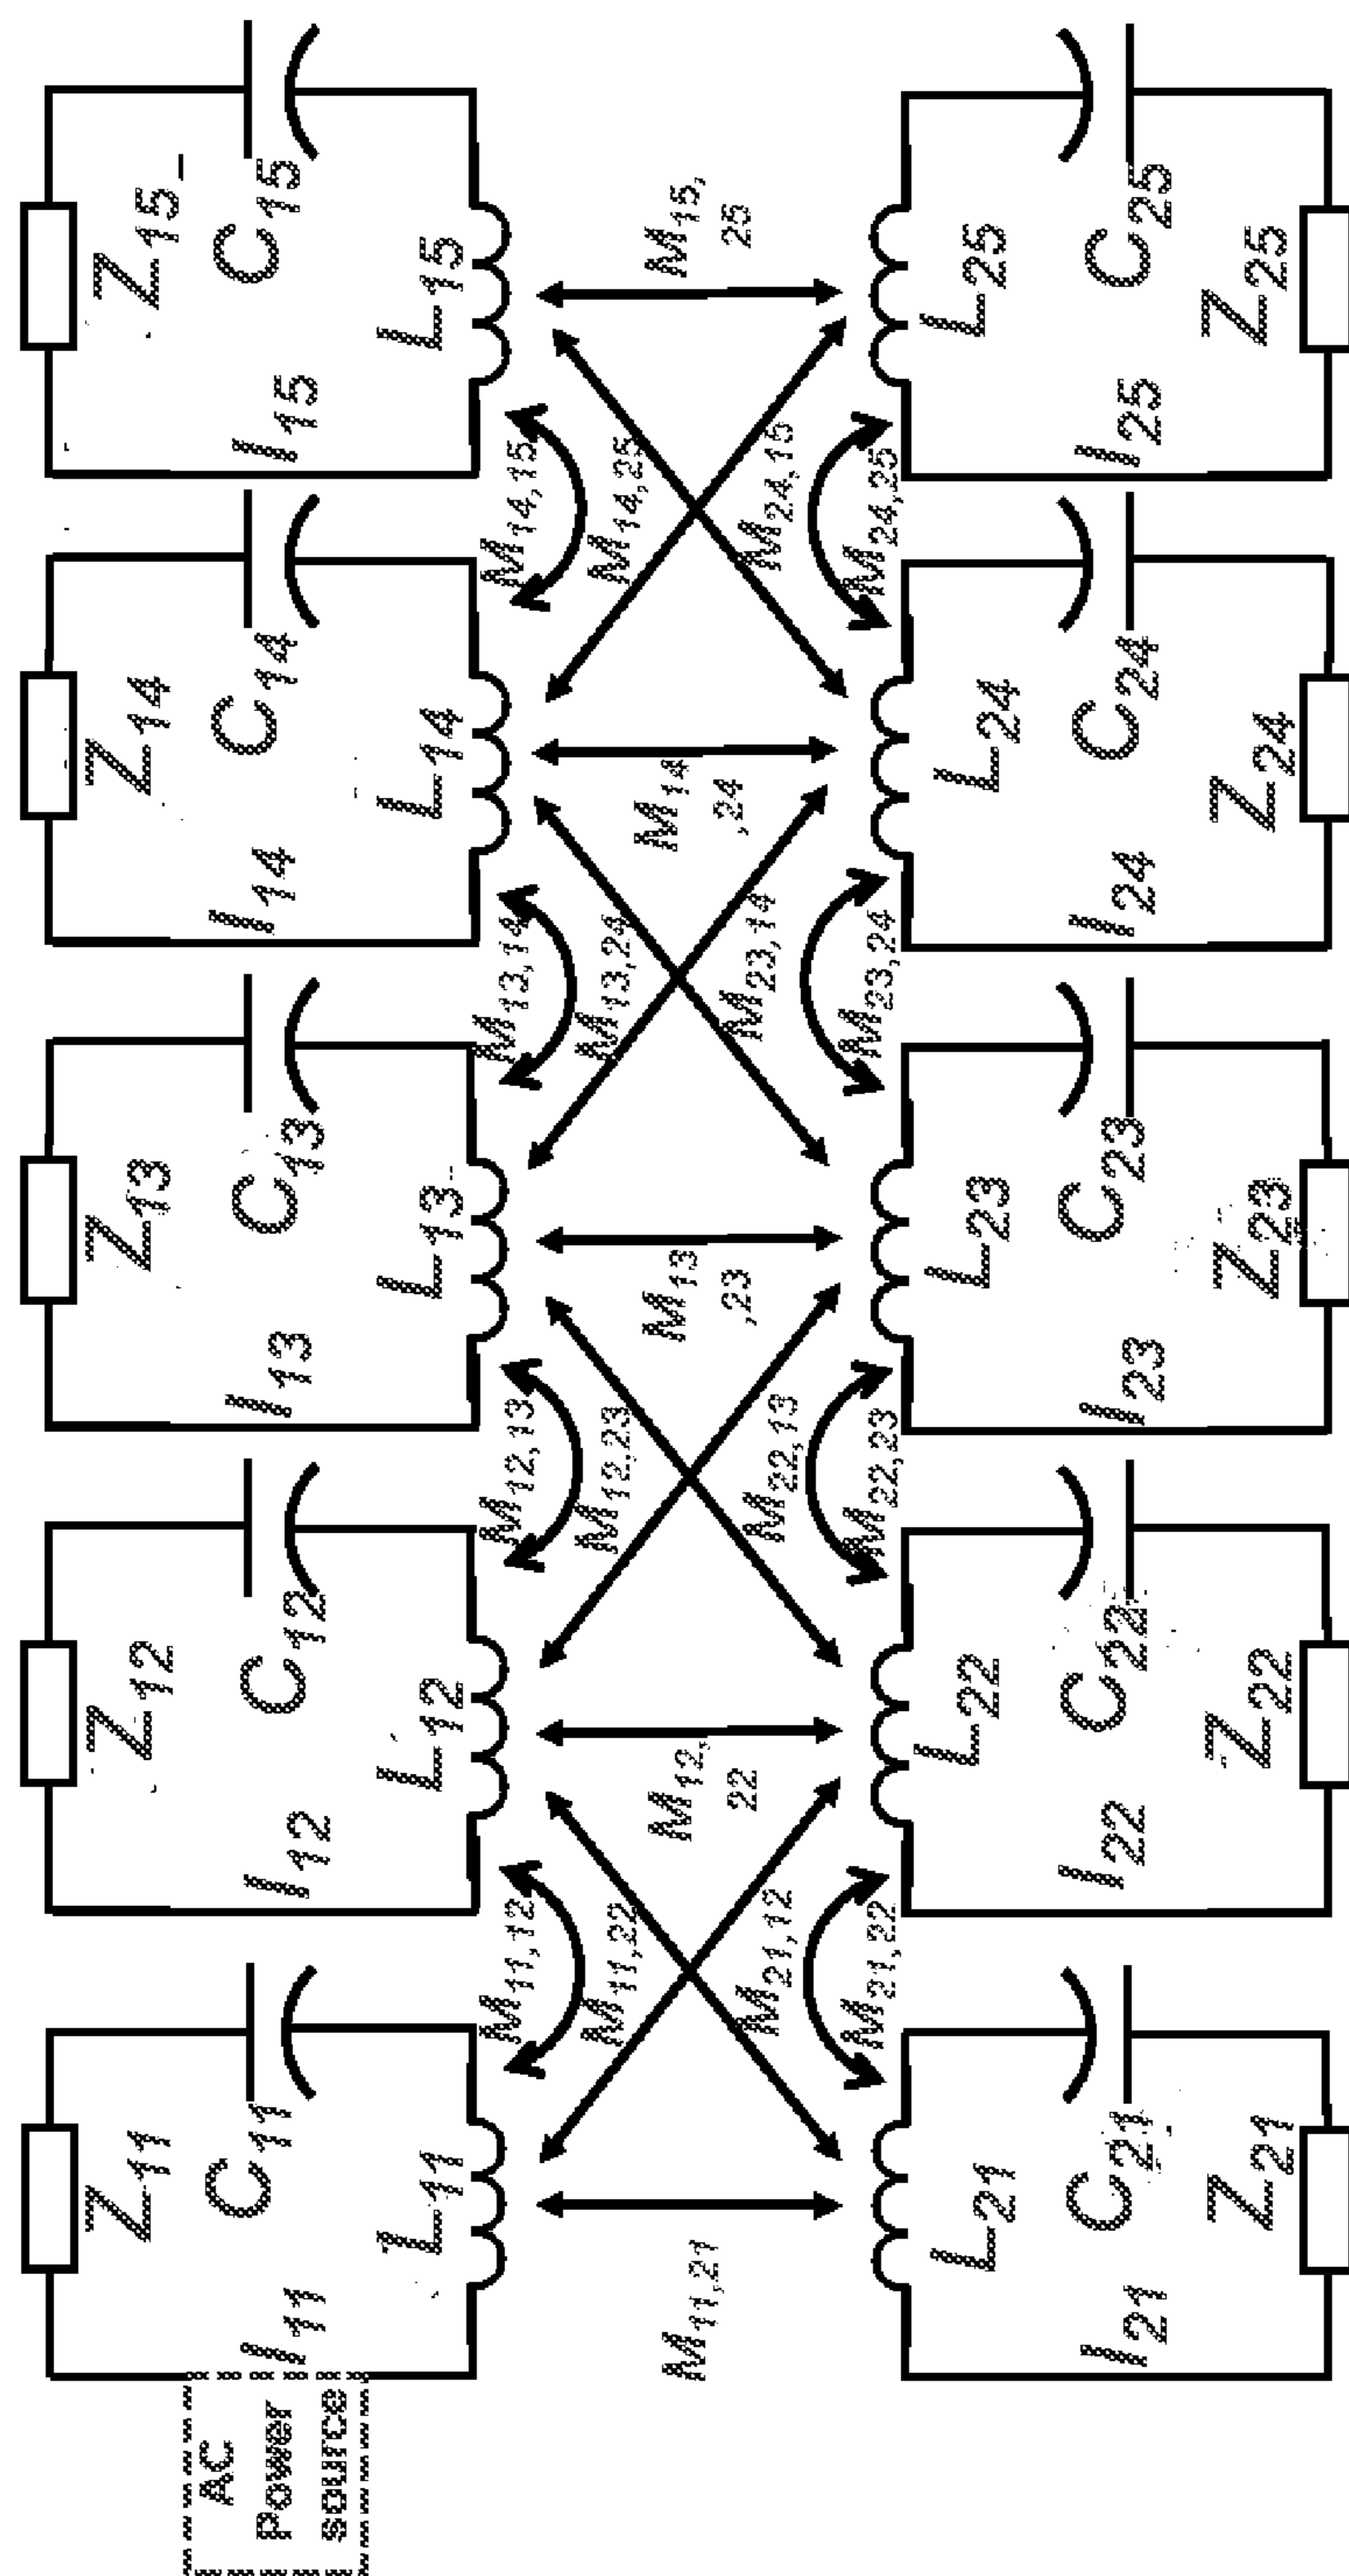 AC
Power
source
Z11
C11
L11
I11
Z12
C12
L12
I12
Z13
C13
L13
I13
Z14
C14
L14
I14
Z15
C15
L15
I15
M11,12
M12,13
M13,14
M14,15
M11,22
M12,23
M13,24
M14,25
M11,21
M12,
22
M13
,23
M14
,24
M15,
25
M21,12
M22,13
M23,14
M24,15
M21,22
M22,23
M23,24
M24,25
L21
C21
Z21
I21
L22
C22
Z22
I22
L23
C23
Z23
I23
L24
C24
Z24
I24
L25
C25
Z25
I25